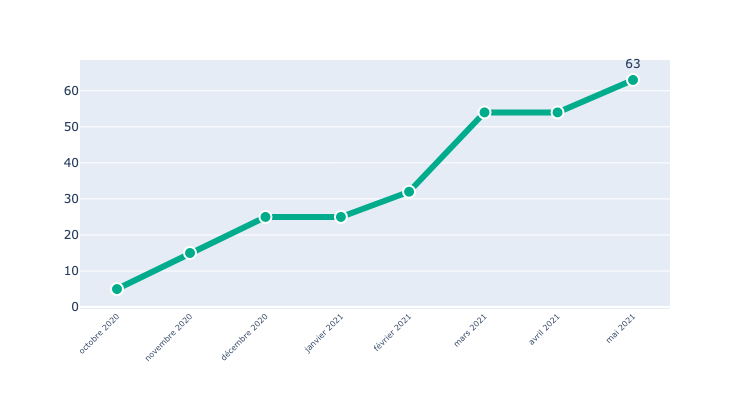 63
60
50
40
30
20
10
0
octobre 2020
novembre 2020
décembre 2020
janvier 2021
février 2021
mars 2021
avril 2021
mai 2021